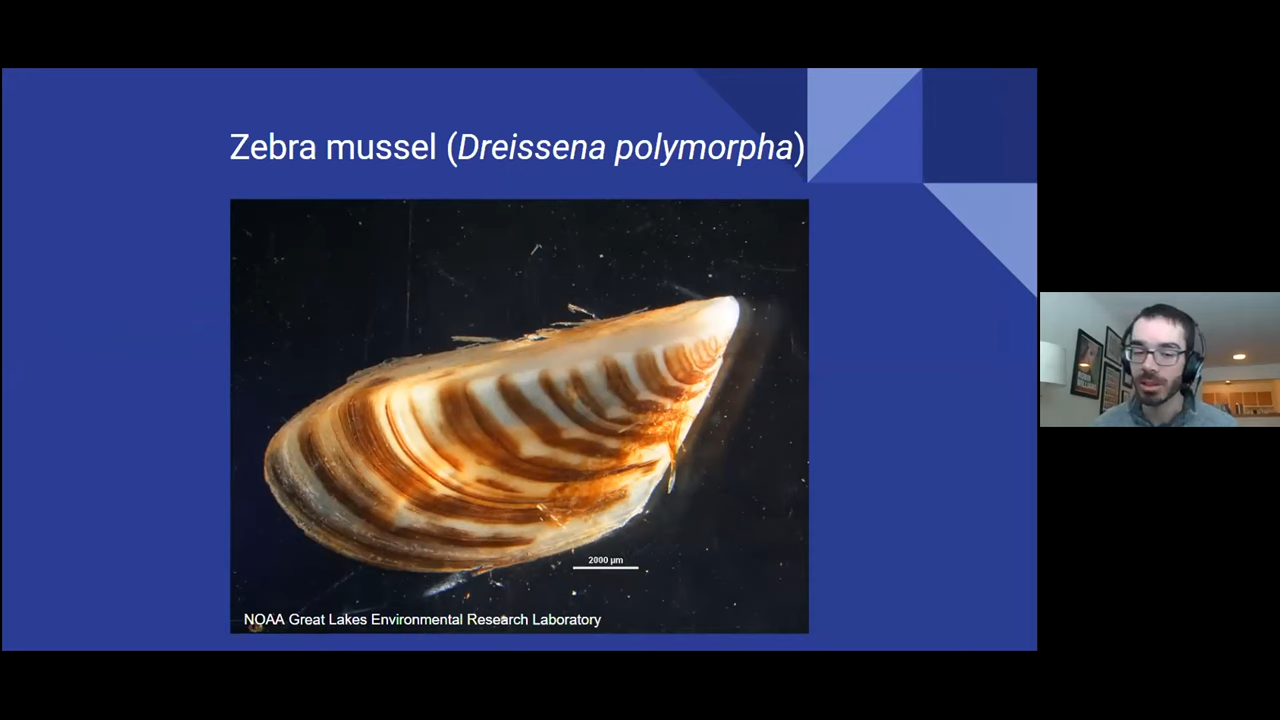 Zebra mussel (Dreissena polymorpha)
2000 µm
NOAA Great Lakes Environmental Research Laboratory